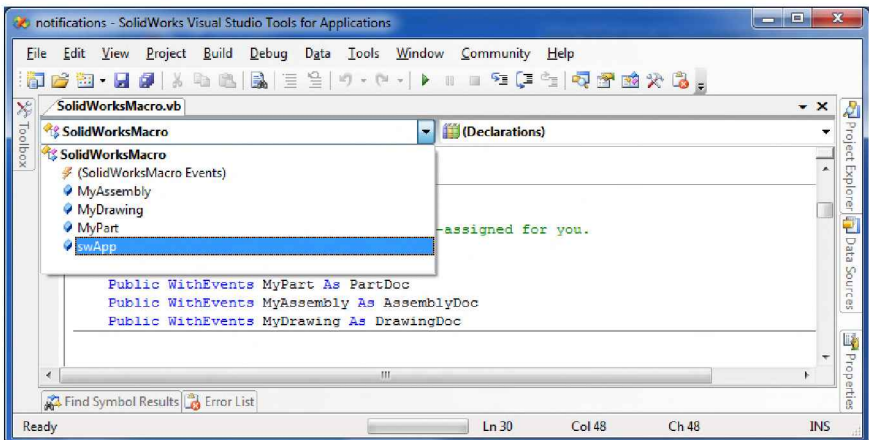 notifications - SolidWorks Visual Studio Tools for Applications
File Edit View Project Build Debug Data Tools Window Community Help
SolidWorksMacro.vb
SolidWorksMacro (Declarations)
SolidWorksMacro
(SolidWorksMacro Events)
MyAssembly
MyDrawing
MyPart
-assigned for you.
swApp
Public WithEvents MyPart As PartDoc
Public WithEvents MyAssembly As AssemblyDoc
Public WithEvents MyDrawing As DrawingDoc
Find Symbol Results Error List
Ready Ln 30 Col 48 Ch 48 INS
Toolbox
Project Explorer
Data Sources
Properties